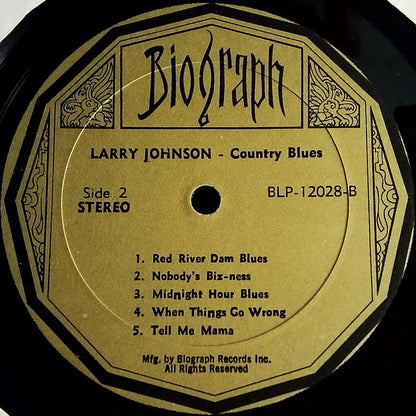 Biograph
LARRY JOHNSON - Country Blues
Side 2
STEREO
BLP-12028-B
1. Red River Dam Blues
2. Nobody's Biz-ness
3. Midnight Hour Blues
4. When Things Go Wrong
5. Tell Me Mama
Mfg. by Biograph Records Inc.
All Rights Reserved